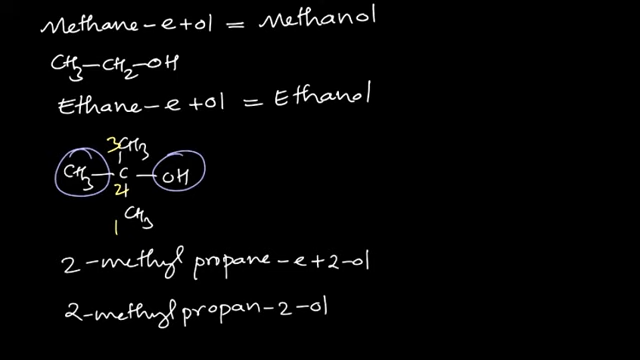 Methane-e+ol = Methanol
CH3-CH2-OH
Ethane-e+ol = Ethanol
3CH3
CH3-C-OH
2
1 CH3
2-methyl propane-e+2-ol
2-methyl propan-2-ol